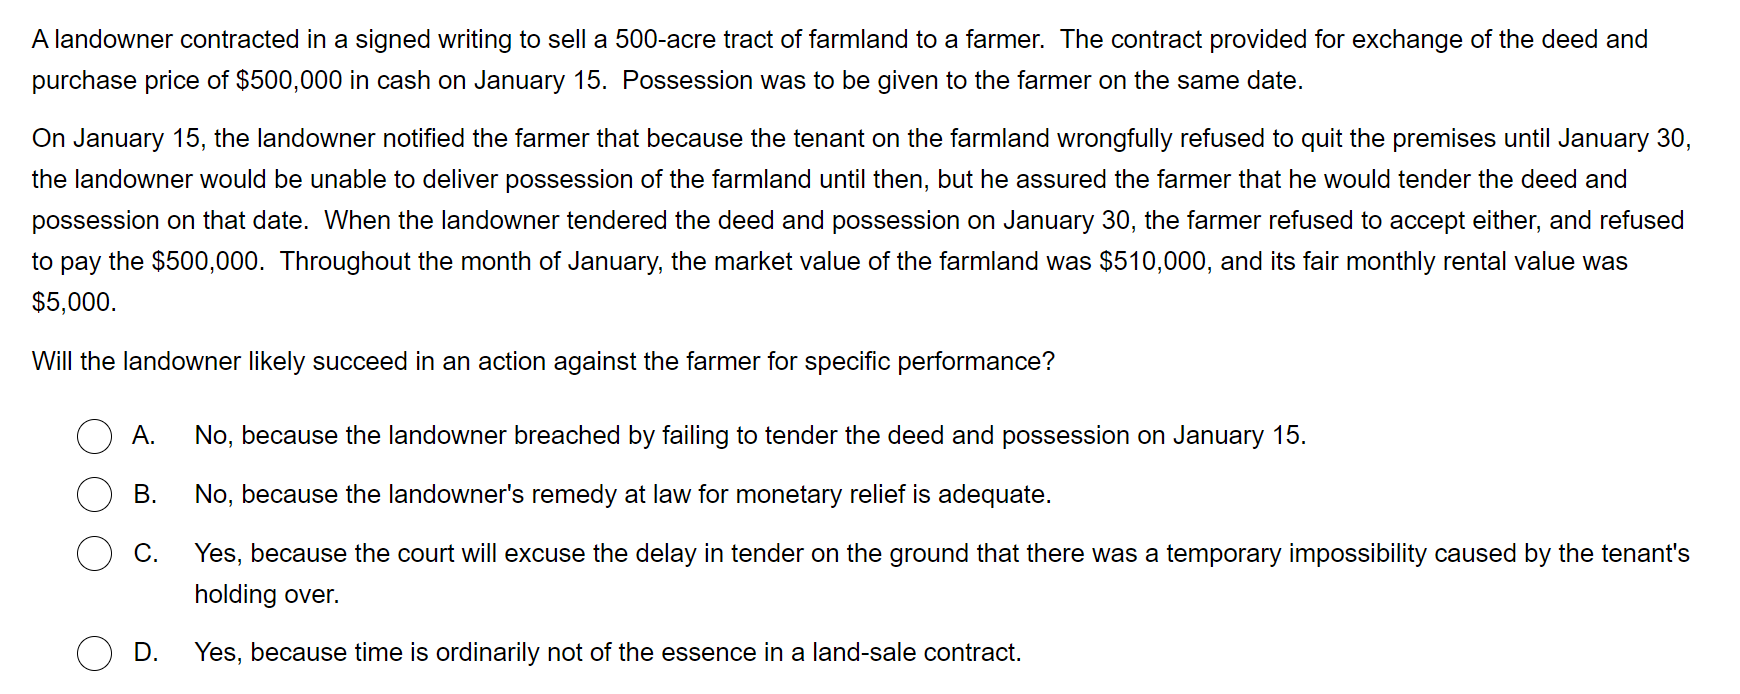 A landowner contracted in a signed writing to sell a 500-acre tract of farmland to a farmer.  The contract provided for exchange of the deed and
purchase price of $500,000 in cash on January 15.  Possession was to be given to the farmer on the same date.
On January 15, the landowner notified the farmer that because the tenant on the farmland wrongfully refused to quit the premises until January 30,
the landowner would be unable to deliver possession of the farmland until then, but he assured the farmer that he would tender the deed and
possession on that date.  When the landowner tendered the deed and possession on January 30, the farmer refused to accept either, and refused
to pay the $500,000.  Throughout the month of January, the market value of the farmland was $510,000, and its fair monthly rental value was
$5,000.
Will the landowner likely succeed in an action against the farmer for specific performance?
A. No, because the landowner breached by failing to tender the deed and possession on January 15.
B. No, because the landowner's remedy at law for monetary relief is adequate.
C. Yes, because the court will excuse the delay in tender on the ground that there was a temporary impossibility caused by the tenant's
holding over.
D. Yes, because time is ordinarily not of the essence in a land-sale contract.